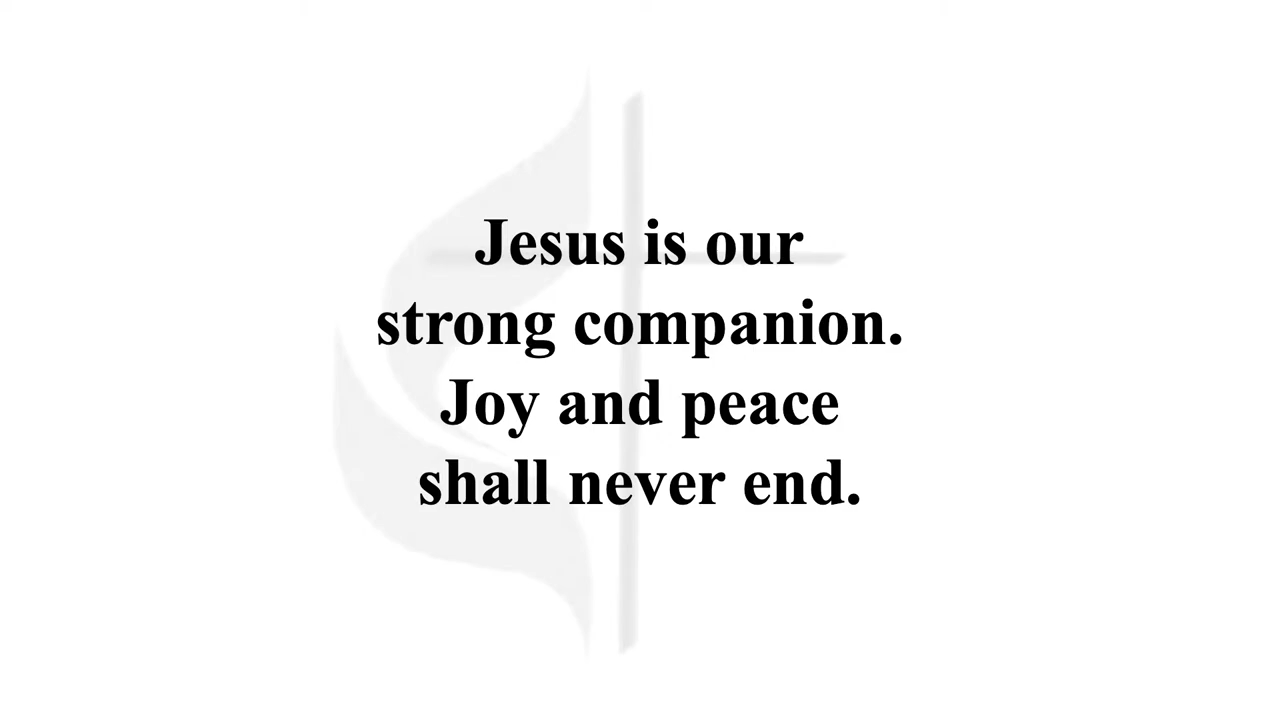 Jesus is our
strong companion.
Joy and peace
shall never end.